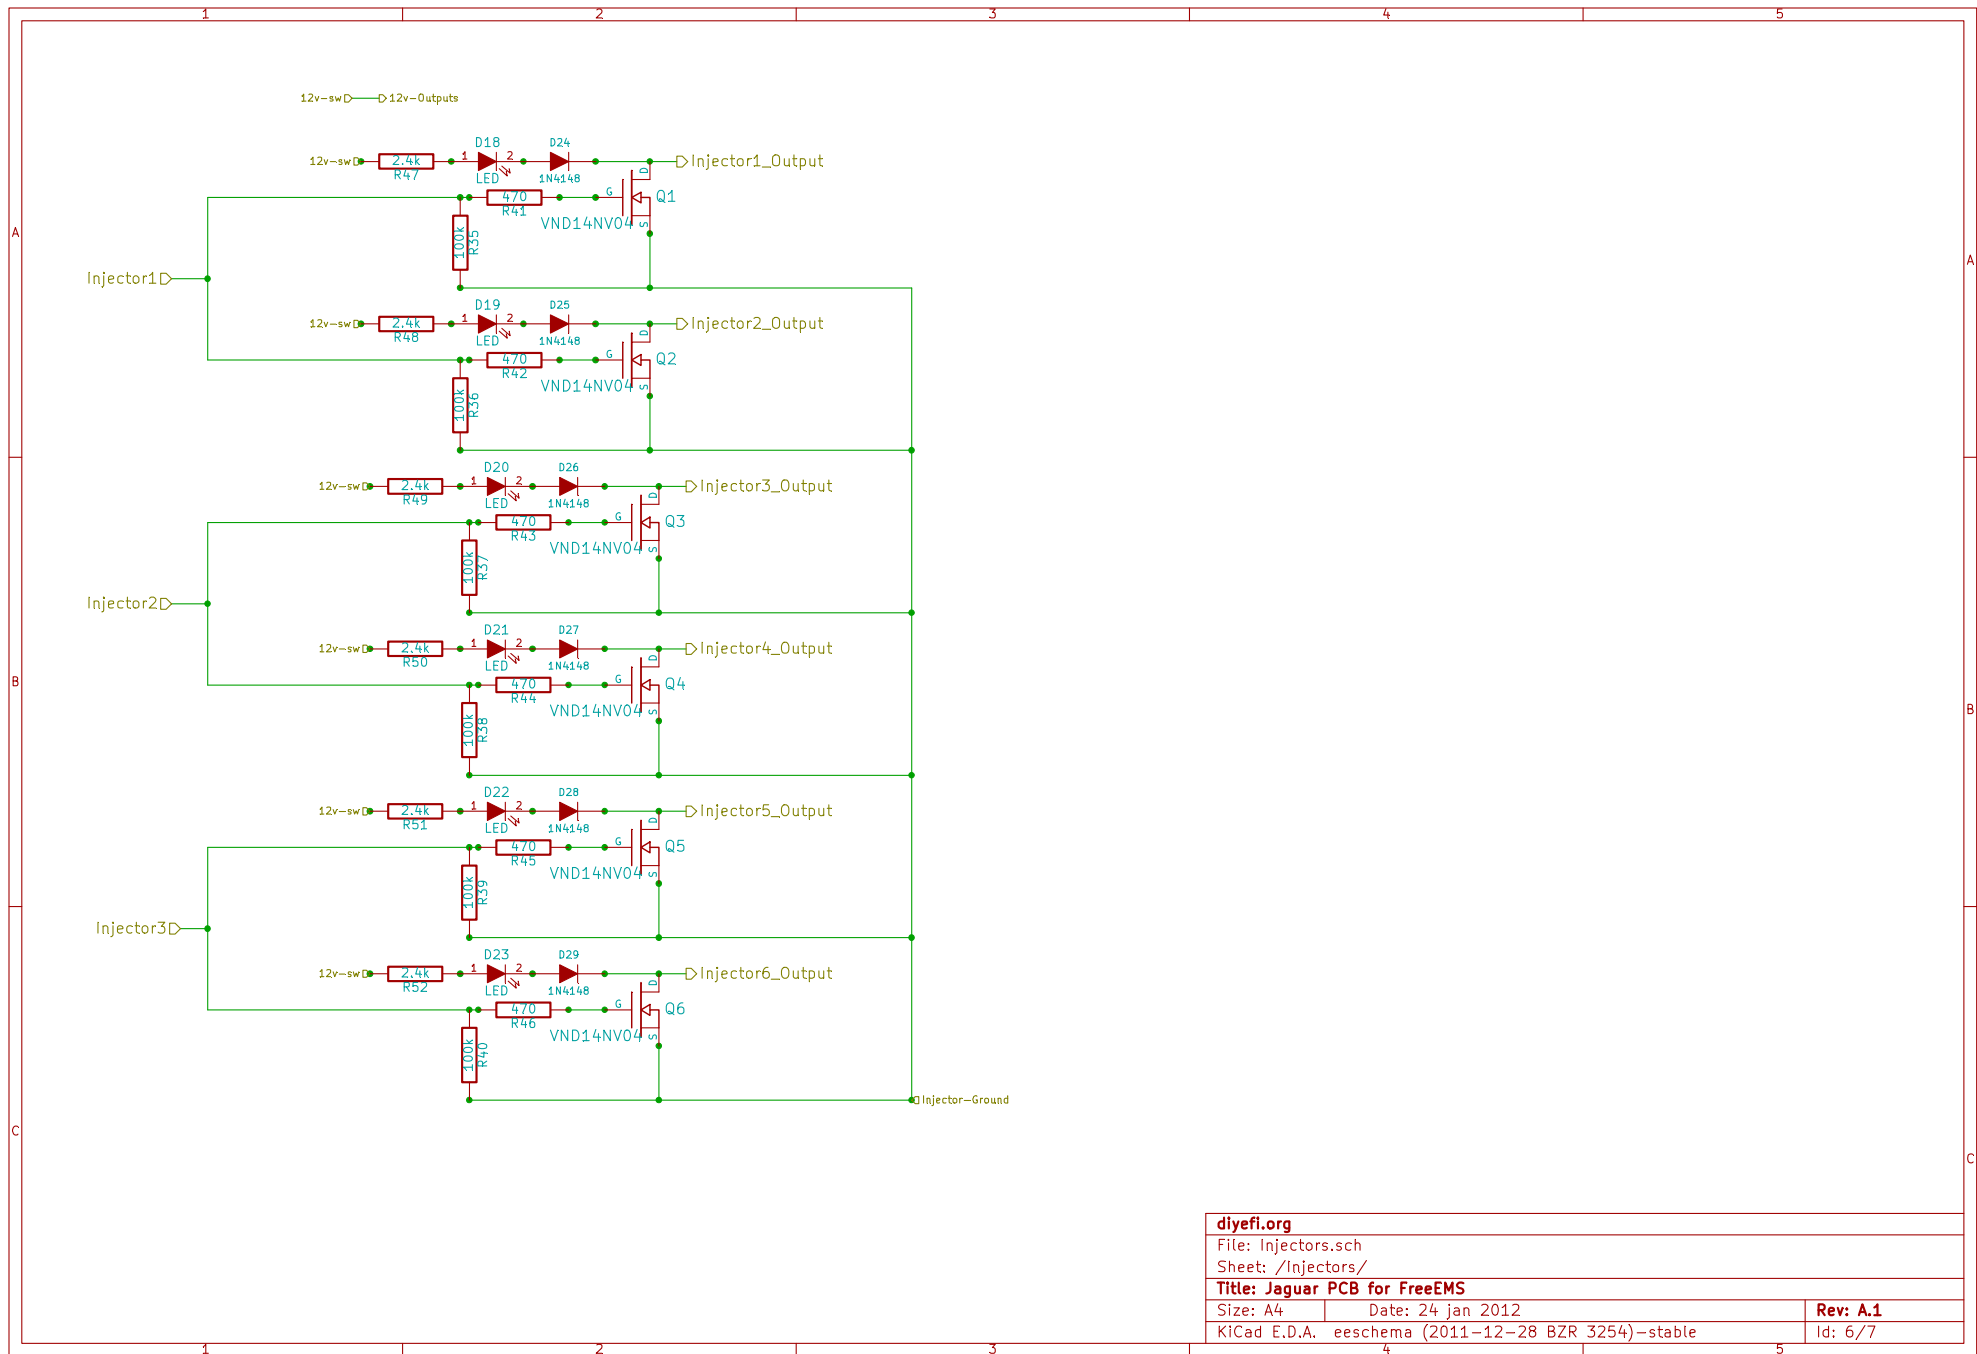 1 2 3 4 5
12v-sw 12v-Outputs
D18 D24
12v-sw 2.4k 1 2 Injector1_Output
R47 LED 1N4148 D
470 G Q1
R41
VND14NV04 S
A
100k R35
A
Injector1
D19 D25
12v-sw 2.4k 1 2 Injector2_Output
R48 LED 1N4148 D
470 G Q2
R42
VND14NV04 S
100k R36
D20 D26
12v-sw 2.4k 1 2 Injector3_Output
R49 LED 1N4148 D
470 G Q3
R43
VND14NV04 S
100k R37
Injector2
D21 D27
12v-sw 2.4k 1 2 Injector4_Output
R50 LED 1N4148 D
470 G Q4
R44
B
VND14NV04 S
B
100k R38
D22 D28
12v-sw 2.4k 1 2 Injector5_Output
R51 LED 1N4148 D
470 G Q5
R45
VND14NV04 S
100k R39
Injector3
D23 D29
12v-sw 2.4k 1 2 Injector6_Output
R52 LED 1N4148 D
470 G Q6
R46
VND14NV04 S
100k R40
Injector-Ground
C
C
diyefi.org
File: Injectors.sch
Sheet: /Injectors/
Title: Jaguar PCB for FreeEMS
Size: A4 Date: 24 jan 2012 Rev: A.1
KiCad E.D.A. eeschema (2011-12-28 BZR 3254)-stable Id: 6/7
1 2 3 4 5